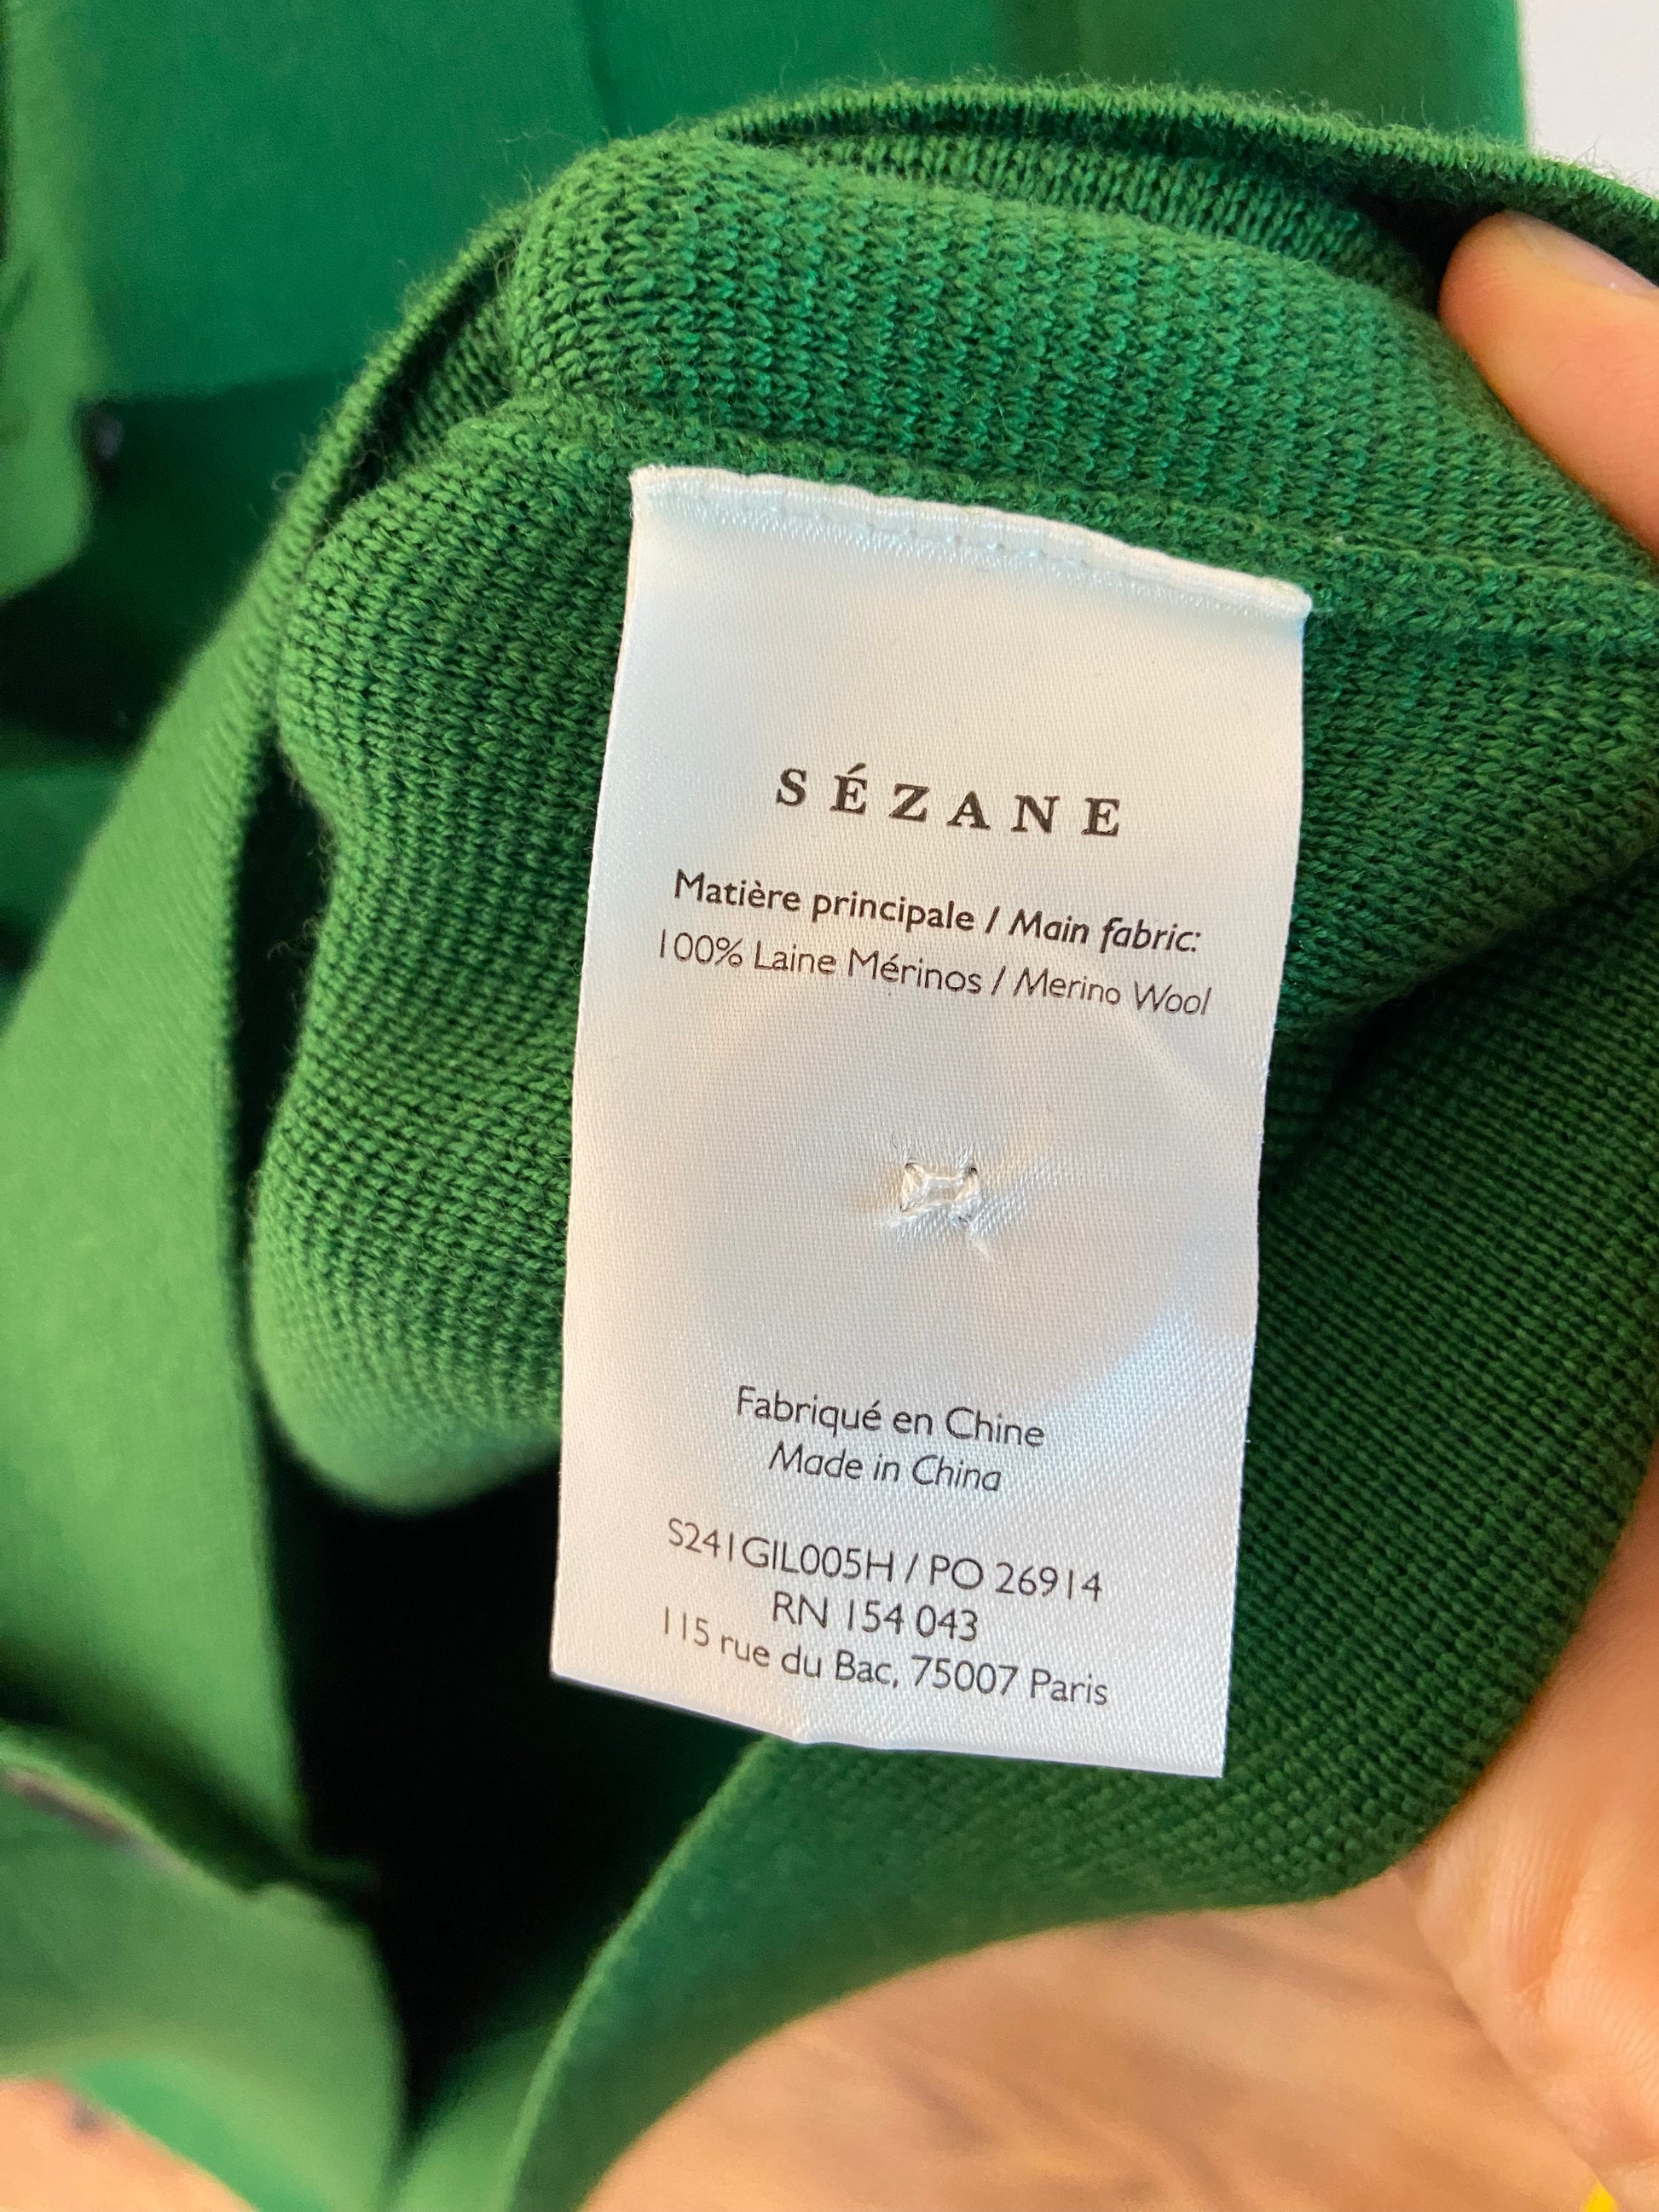 SÉZANE
Matière principale / Main fabric:
100% Laine Mérinos / Merino Wool
Fabriqué en Chine
Made in China
S241GIL005H / PO 26914
RN 154 043
115 rue du Bac, 75007 Paris